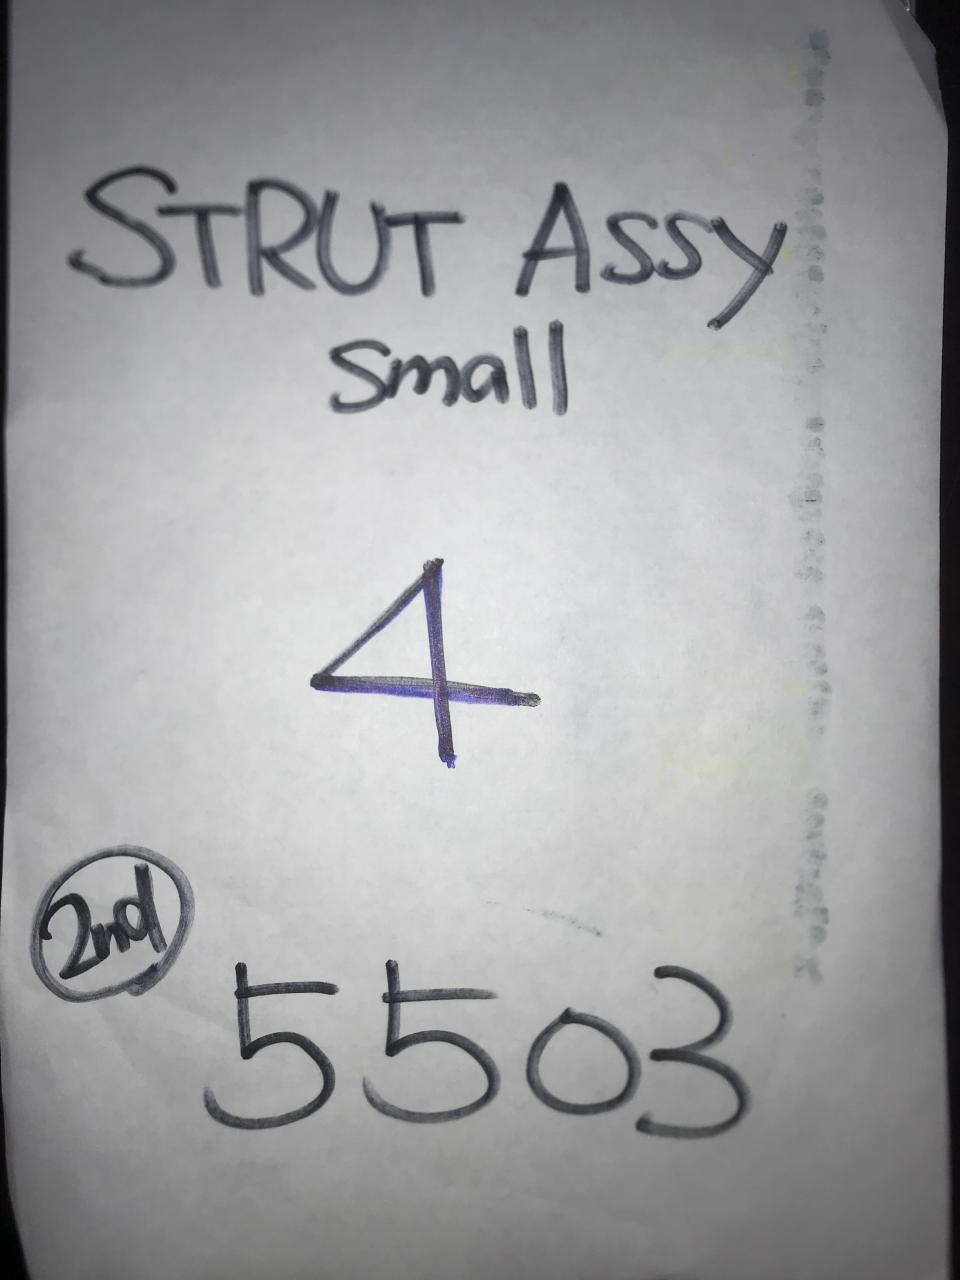 STRUT ASSY
small
4
2nd
5503